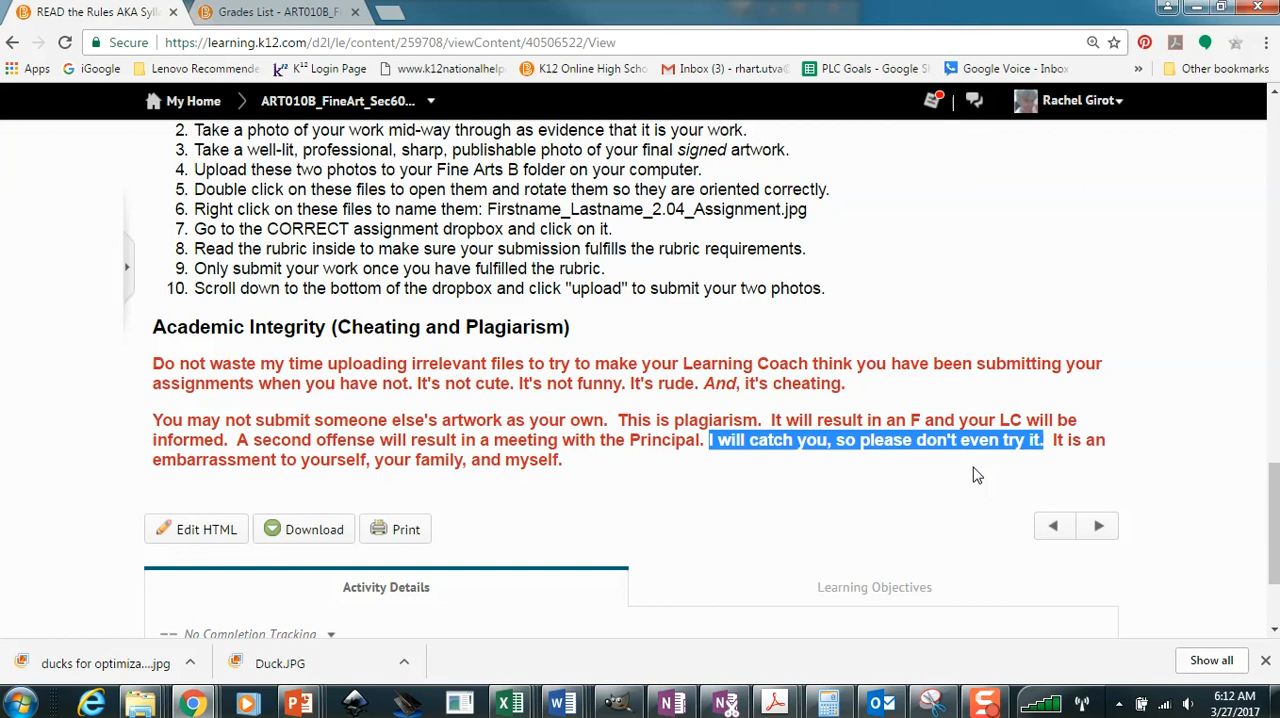 READ the Rules AKA Sylla
Grades List - ART010B_Fi
Secure
https://learning.k12.com/d2l/le/content/259708/viewContent/40506522/View
Apps
iGoogle
Lenovo Recommende
K12 Login Page
www.k12nationalhelp
K12 Online High Scho
Inbox (3) - rhart.utva@
PLC Goals - Google Sh
Google Voice - Inbox
»
Other bookmarks
My Home
ART010B_FineArt_Sec60...
Rachel Girot
2. Take a photo of your work mid-way through as evidence that it is your work.
3. Take a well-lit, professional, sharp, publishable photo of your final signed artwork.
4. Upload these two photos to your Fine Arts B folder on your computer.
5. Double click on these files to open them and rotate them so they are oriented correctly.
6. Right click on these files to name them: Firstname_Lastname_2.04_Assignment.jpg
7. Go to the CORRECT assignment dropbox and click on it.
8. Read the rubric inside to make sure your submission fulfills the rubric requirements.
9. Only submit your work once you have fulfilled the rubric.
10. Scroll down to the bottom of the dropbox and click "upload" to submit your two photos.
Academic Integrity (Cheating and Plagiarism)
Do not waste my time uploading irrelevant files to try to make your Learning Coach think you have been submitting your
assignments when you have not. It's not cute. It's not funny. It's rude. And, it's cheating.
You may not submit someone else's artwork as your own. This is plagiarism. It will result in an F and your LC will be
informed. A second offense will result in a meeting with the Principal. I will catch you, so please don't even try it. It is an
embarrassment to yourself, your family, and myself.
Edit HTML
Download
Print
Activity Details
Learning Objectives
No Completion Tracking
ducks for optimiza....jpg
Duck.JPG
Show all
6:12 AM
3/27/2017